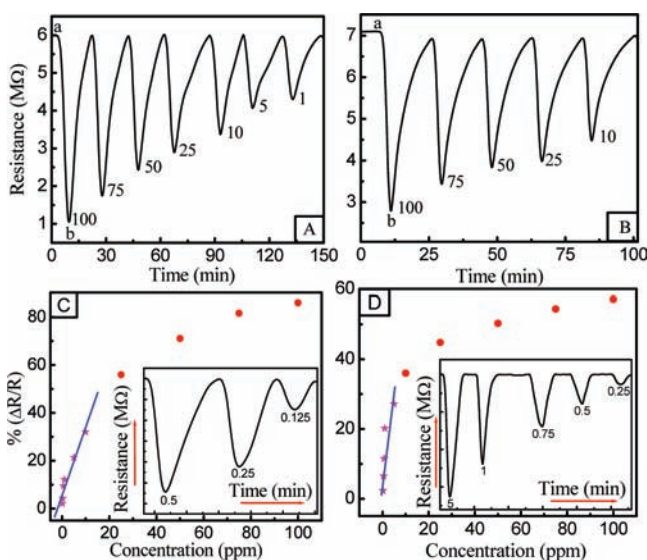 a
6
5
4
3
2
1
Resistance (MΩ)
100
b
75
50
25
10
5
1
A
0 30 60 90 120 150
Time (min)
a
7
6
5
4
3
100
b
75
50
25
10
B
0 25 50 75 100
Time (min)
C
80
60
40
20
0
% (ΔR/R)
Resistance (MΩ)
0.5
0.25
0.125
Time (min)
0 20 40 60 80 100
Concentration (ppm)
D
60
40
20
0
Resistance (MΩ)
5
1
0.75
0.5
0.25
Time (min)
0 20 40 60 80 100
Concentration (ppm)